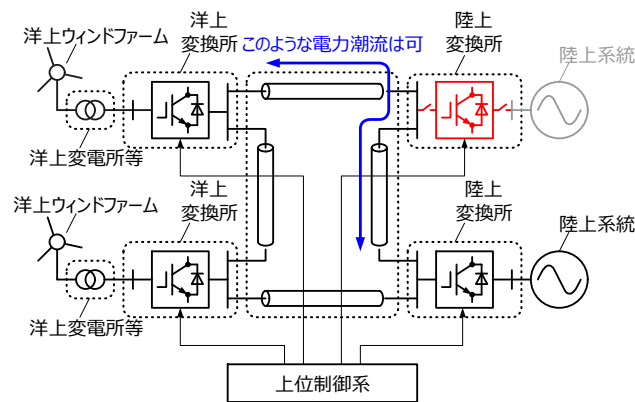 洋上ウィンドファーム
洋上
変換所
このような電力潮流は可
陸上
変換所
陸上系統
洋上変電所等
洋上ウィンドファーム
洋上
変換所
陸上
変換所
陸上系統
洋上変電所等
上位制御系